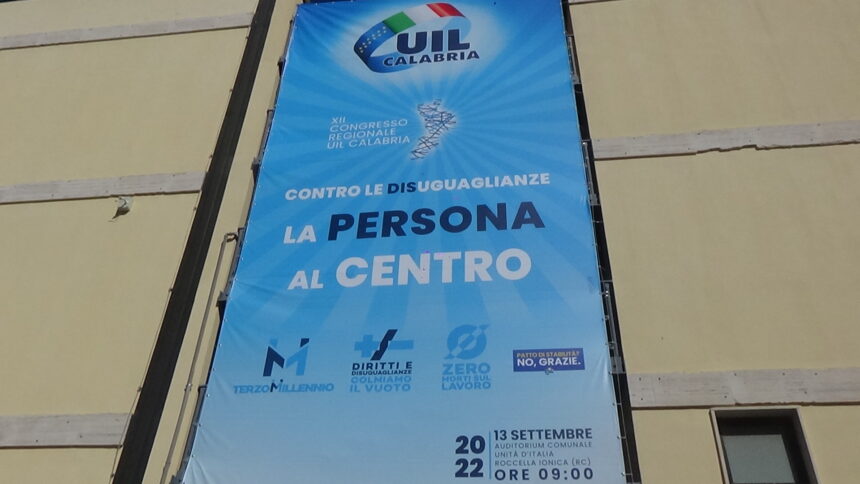 UIL
CALABRIA
XII
CONGRESSO
REGIONALE
UIL CALABRIA
CONTRO LE DISUGUAGLIANZE
LA PERSONA
AL CENTRO
TERZO MILLENNIO
DIRITTI E
DISUGUAGLIANZE
COLMIAMO
IL VUOTO
ZERO
MORTI SUL
LAVORO
PATTO DI STABILITÀ?
NO, GRAZIE.
20
22
13 SETTEMBRE
AUDITORIUM COMUNALE
UNITÀ D'ITALIA
ROCCELLA IONICA (RC)
ORE 09:00